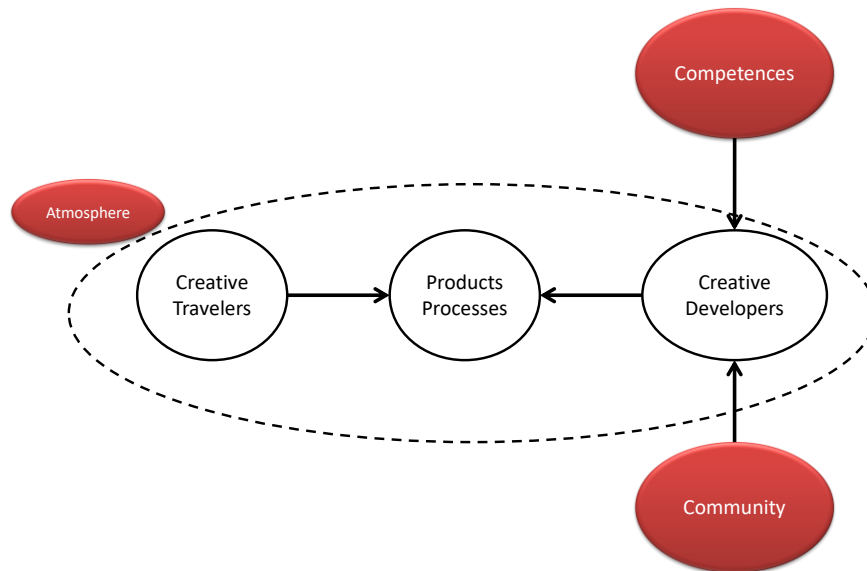 Competences
Atmosphere
Creative
Travelers
Products
Processes
Creative
Developers
Community